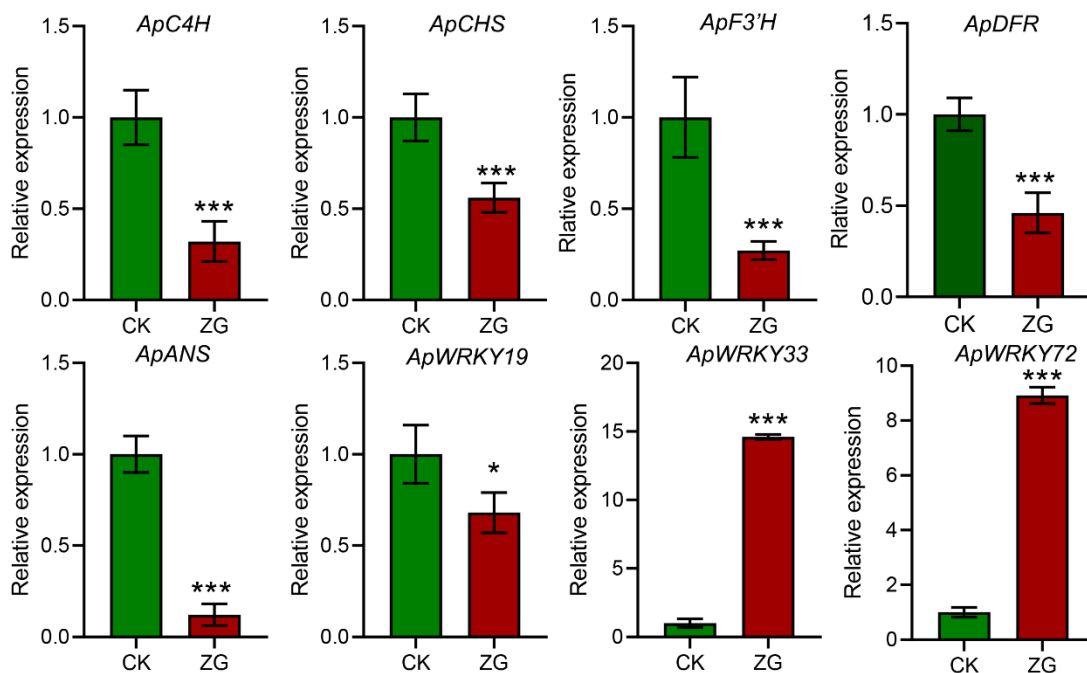 ApC4H
1.5
1.0
0.5
0.0
Relative expression
***
CK ZG
ApCHS
1.5
1.0
0.5
0.0
Relative expression
***
CK ZG
ApF3'H
1.5
1.0
0.5
0.0
Rlative expression
***
CK ZG
ApDFR
1.5
1.0
0.5
0.0
Rlative expression
***
CK ZG
ApANS
1.5
1.0
0.5
0.0
Relative expression
***
CK ZG
ApWRKY19
1.5
1.0
0.5
0.0
Relative expression
*
CK ZG
ApWRKY33
20
15
10
5
0
Relative expression
***
CK ZG
ApWRKY72
10
8
6
4
2
0
Relative expression
***
CK ZG